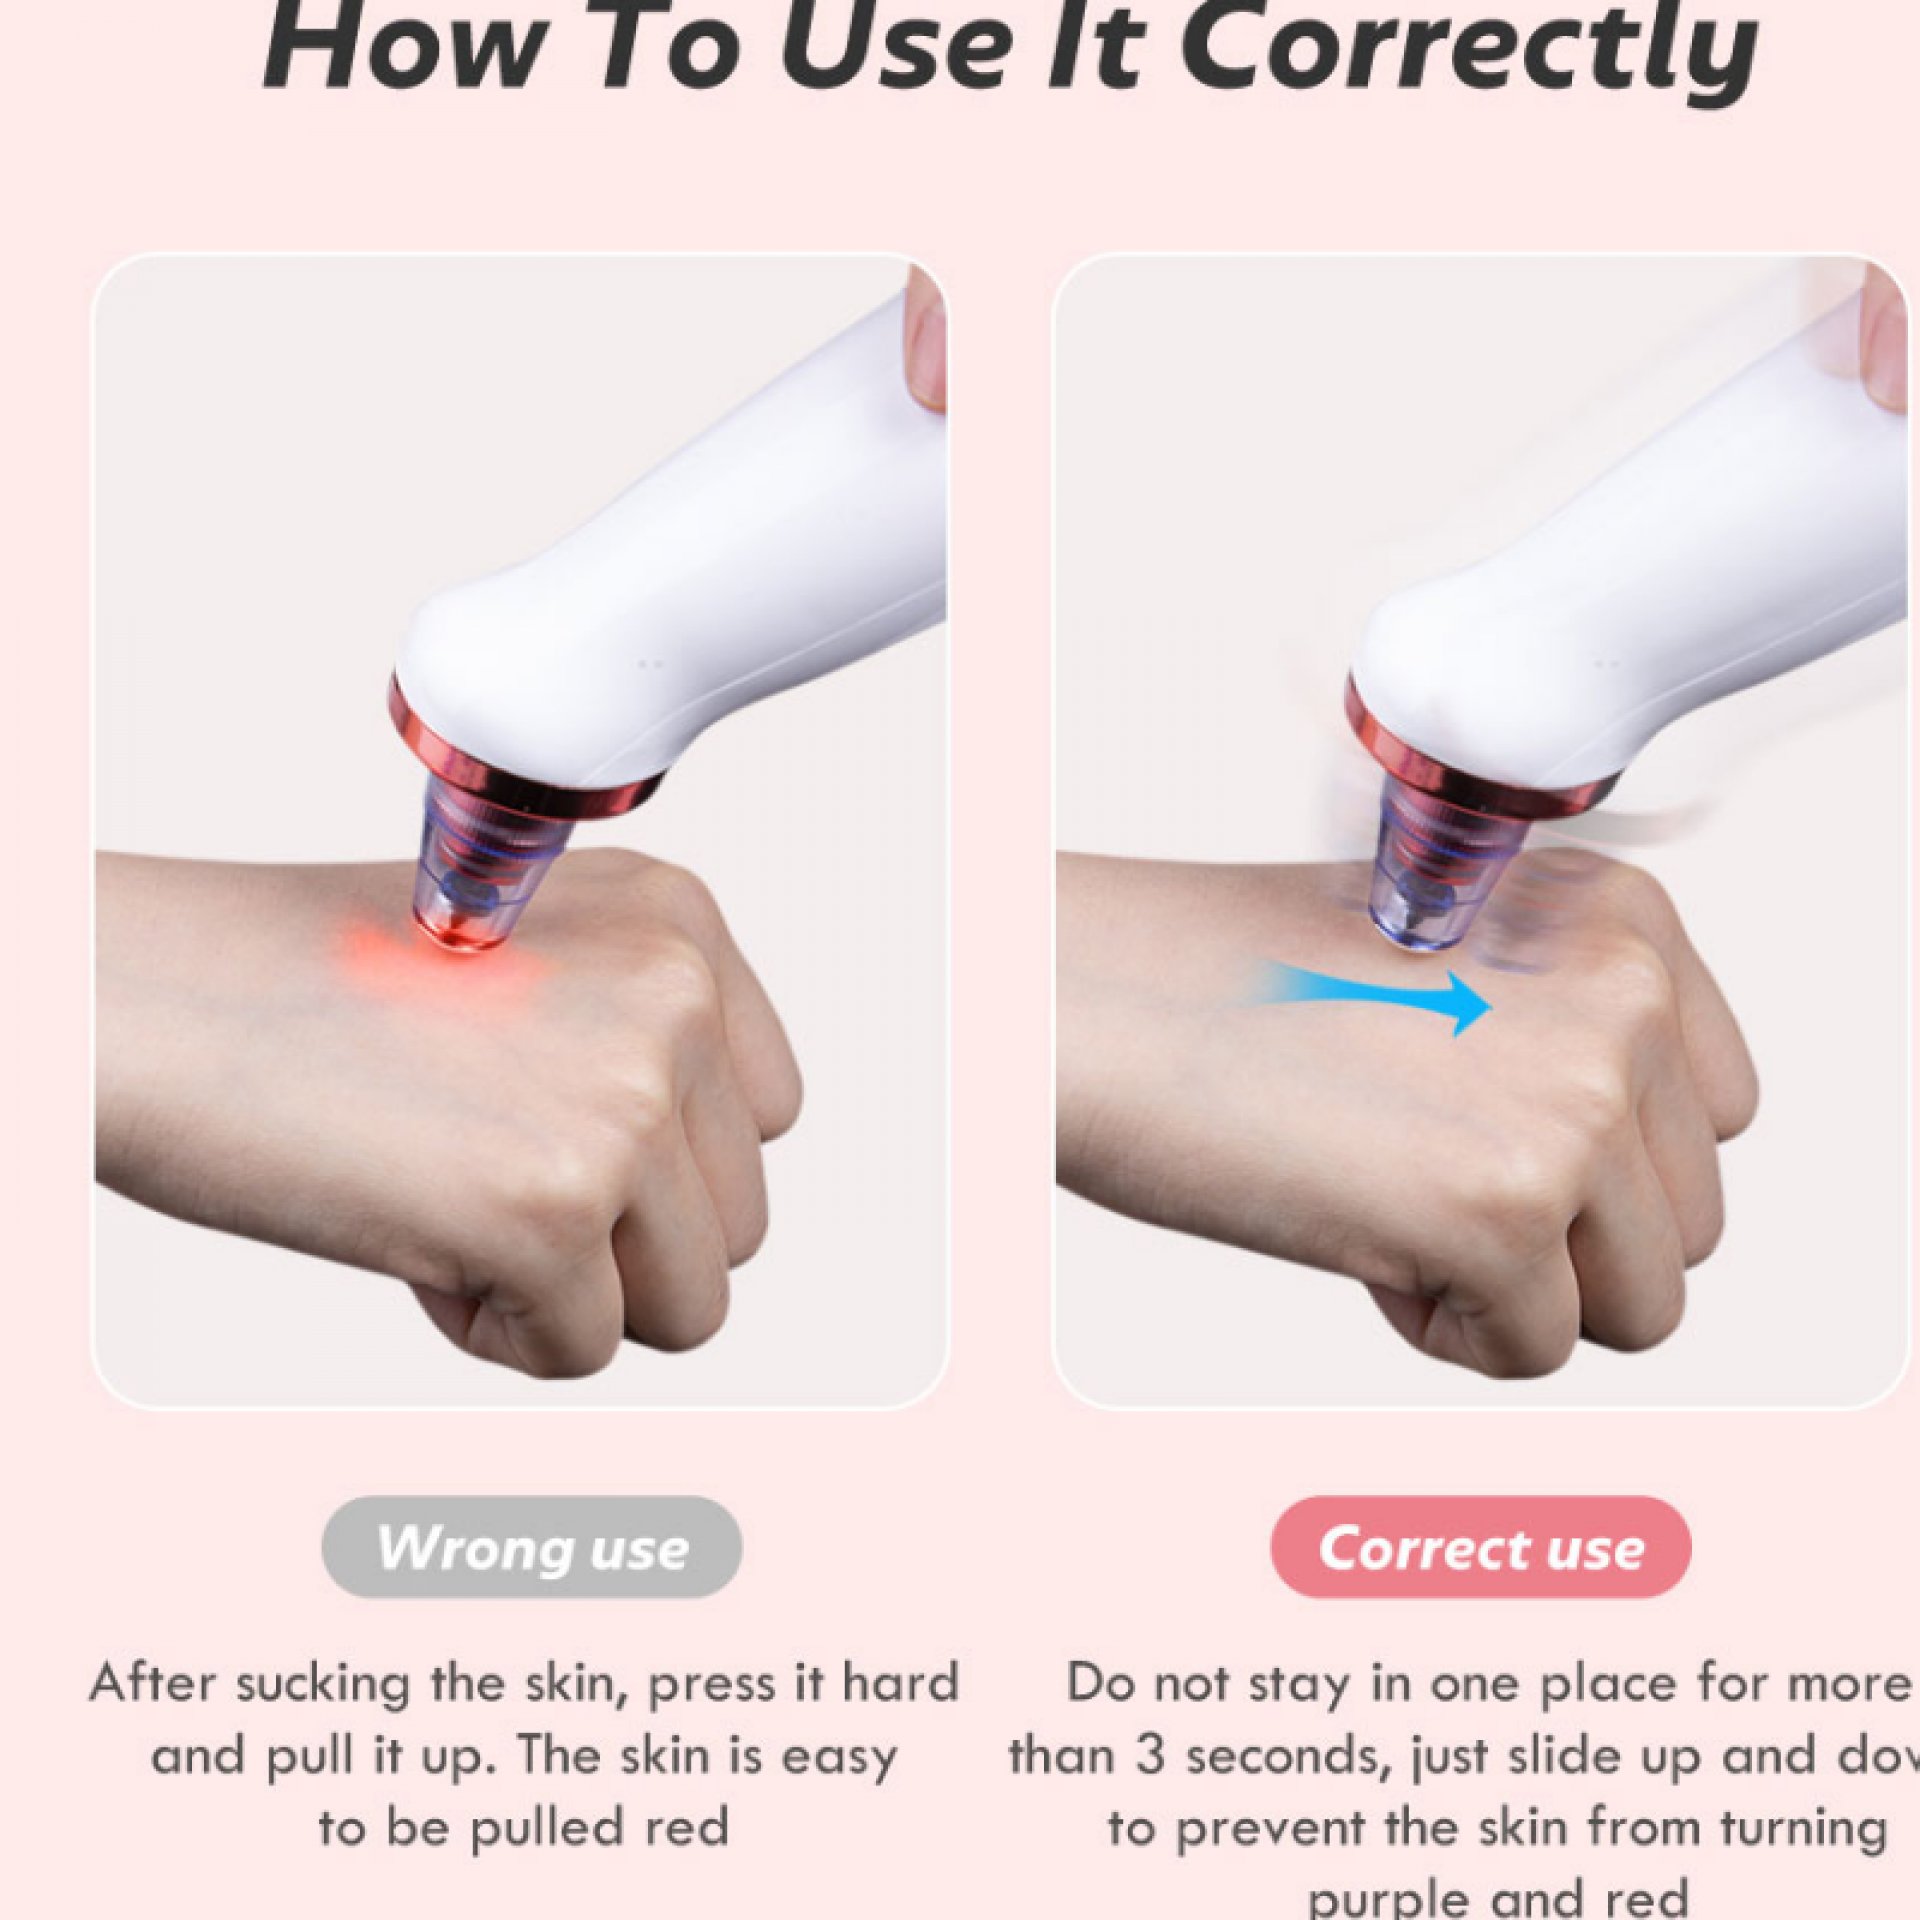 How To Use It Correctly
Wrong use
After sucking the skin, press it hard
and pull it up. The skin is easy
to be pulled red
Correct use
Do not stay in one place for more
than 3 seconds, just slide up and
to prevent the skin from turning
purple and red